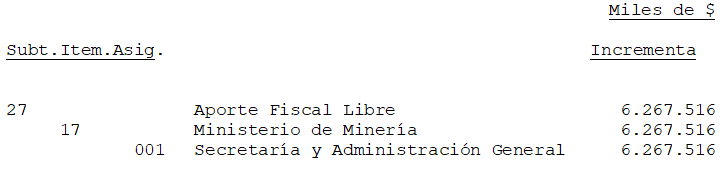 Miles de $
Subt.Item.Asig. Incrementa
27 Aporte Fiscal Libre 6.267.516
17 Ministerio de Minería 6.267.516
001 Secretaría y Administración General 6.267.516